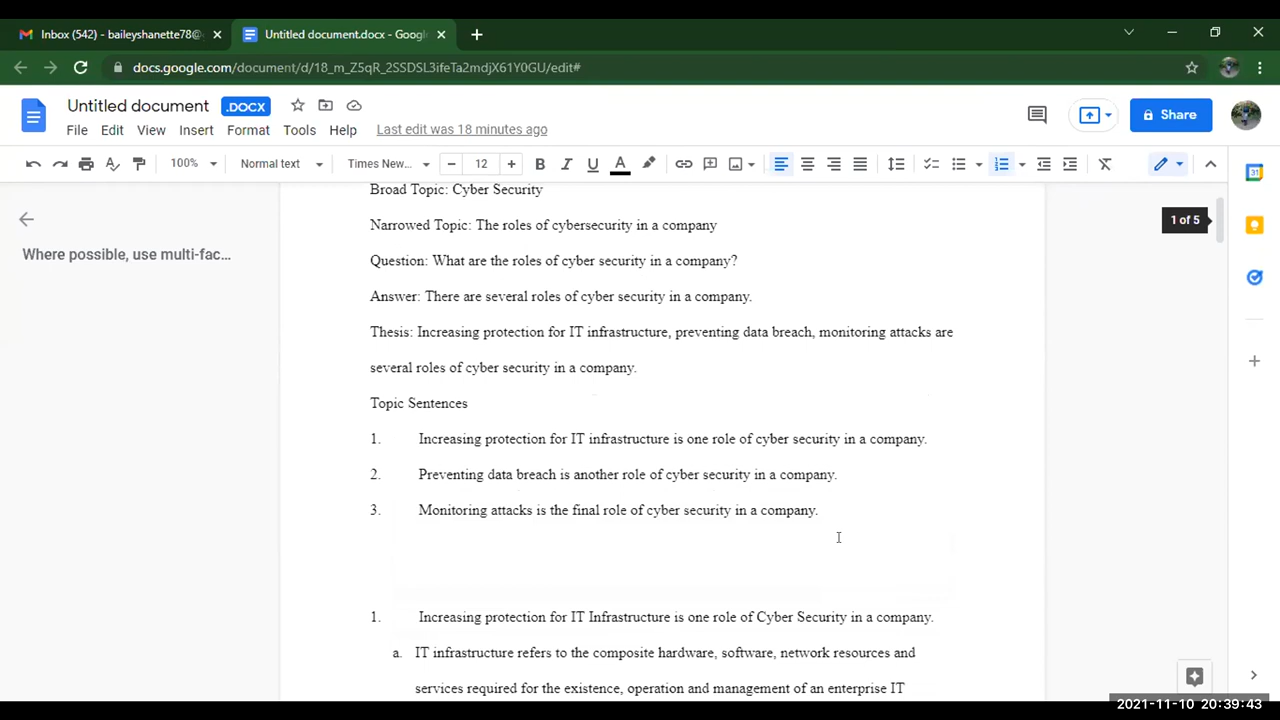 Inbox (542) - baileyshanette78@
Untitled document.docx - Googl
docs.google.com/document/d/18_m_Z5qR_2SSDSL3ifeTa2mdjX61Y0GU/edit#
Untitled document .DOCX
File Edit View Insert Format Tools Help Last edit was 18 minutes ago
Share
100% Normal text Times New... 12 B I U A
Where possible, use multi-fac...
1 of 5
Broad Topic: Cyber Security
Narrowed Topic: The roles of cybersecurity in a company
Question: What are the roles of cyber security in a company?
Answer: There are several roles of cyber security in a company.
Thesis: Increasing protection for IT infrastructure, preventing data breach, monitoring attacks are
several roles of cyber security in a company.
Topic Sentences
1. Increasing protection for IT infrastructure is one role of cyber security in a company.
2. Preventing data breach is another role of cyber security in a company.
3. Monitoring attacks is the final role of cyber security in a company.
1. Increasing protection for IT Infrastructure is one role of Cyber Security in a company.
a. IT infrastructure refers to the composite hardware, software, network resources and
services required for the existence, operation and management of an enterprise IT
2021-11-10 20:39:43